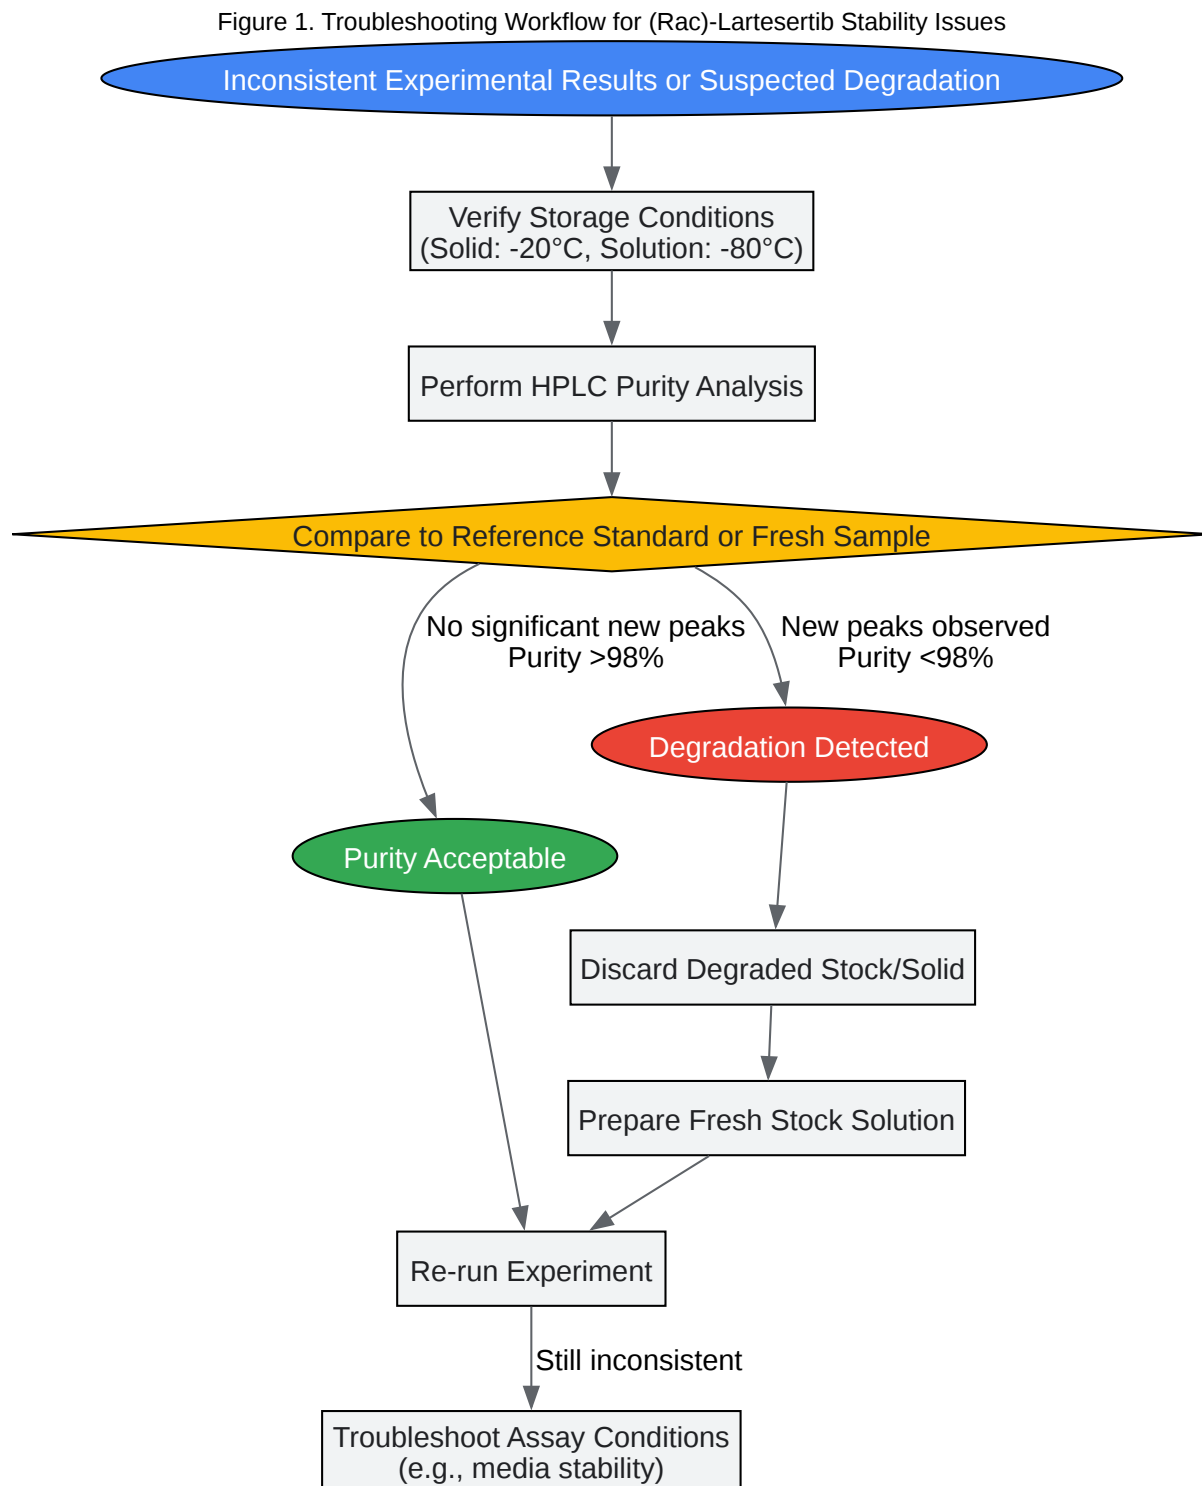 Figure 1. Troubleshooting Workflow for (Rac)-Lartesertib Stability Issues
Inconsistent Experimental Results or Suspected Degradation
Verify Storage Conditions
(Solid: -20°C, Solution: -80°C)
Perform HPLC Purity Analysis
Compare to Reference Standard or Fresh Sample
No significant new peaks
Purity >98%
New peaks observed
Purity <98%
Degradation Detected
Purity Acceptable
Discard Degraded Stock/Solid
Prepare Fresh Stock Solution
Re-run Experiment
Still inconsistent
Troubleshoot Assay Conditions
(e.g., media stability)